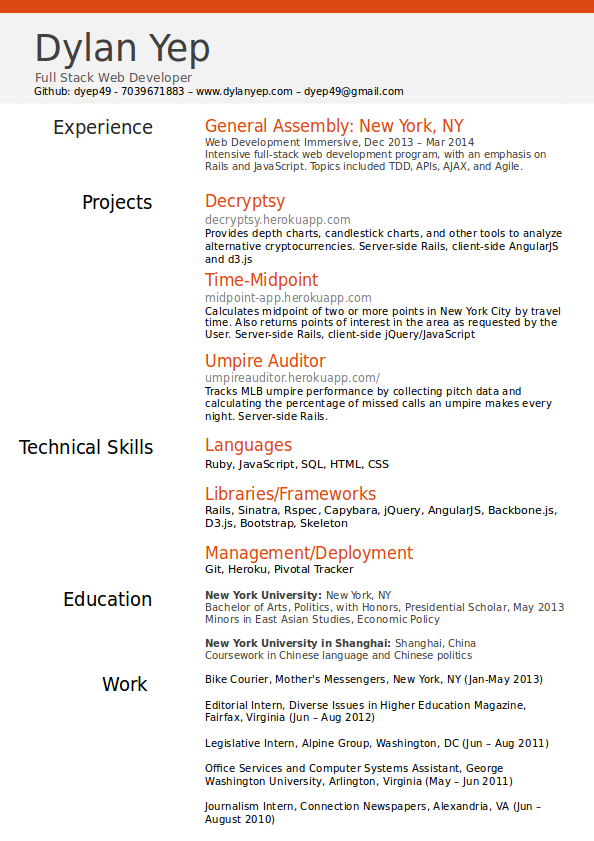 Dylan Yep
Full Stack Web Developer
Github: dyep49 - 7039671883 – www.dylanyep.com – dyep49@gmail.com
Experience
General Assembly: New York, NY
Web Development Immersive, Dec 2013 – Mar 2014
Intensive full-stack web development program, with an emphasis on
Rails and JavaScript. Topics included TDD, APIs, AJAX, and Agile.
Projects
Decryptsy
decryptsy.herokuapp.com
Provides depth charts, candlestick charts, and other tools to analyze
alternative cryptocurrencies. Server-side Rails, client-side AngularJS
and d3.js
Time-Midpoint
midpoint-app.herokuapp.com
Calculates midpoint of two or more points in New York City by travel
time. Also returns points of interest in the area as requested by the
User. Server-side Rails, client-side jQuery/JavaScript
Umpire Auditor
umpireauditor.herokuapp.com/
Tracks MLB umpire performance by collecting pitch data and
calculating the percentage of missed calls an umpire makes every
night. Server-side Rails.
Technical Skills
Languages
Ruby, JavaScript, SQL, HTML, CSS
Libraries/Frameworks
Rails, Sinatra, Rspec, Capybara, jQuery, AngularJS, Backbone.js,
D3.js, Bootstrap, Skeleton
Management/Deployment
Git, Heroku, Pivotal Tracker
Education
New York University: New York, NY
Bachelor of Arts, Politics, with Honors, Presidential Scholar, May 2013
Minors in East Asian Studies, Economic Policy
New York University in Shanghai: Shanghai, China
Coursework in Chinese language and Chinese politics
Work
Bike Courier, Mother's Messengers, New York, NY (Jan-May 2013)
Editorial Intern, Diverse Issues in Higher Education Magazine,
Fairfax, Virginia (Jun – Aug 2012)
Legislative Intern, Alpine Group, Washington, DC (Jun – Aug 2011)
Office Services and Computer Systems Assistant, George
Washington University, Arlington, Virginia (May – Jun 2011)
Journalism Intern, Connection Newspapers, Alexandria, VA (Jun –
August 2010)